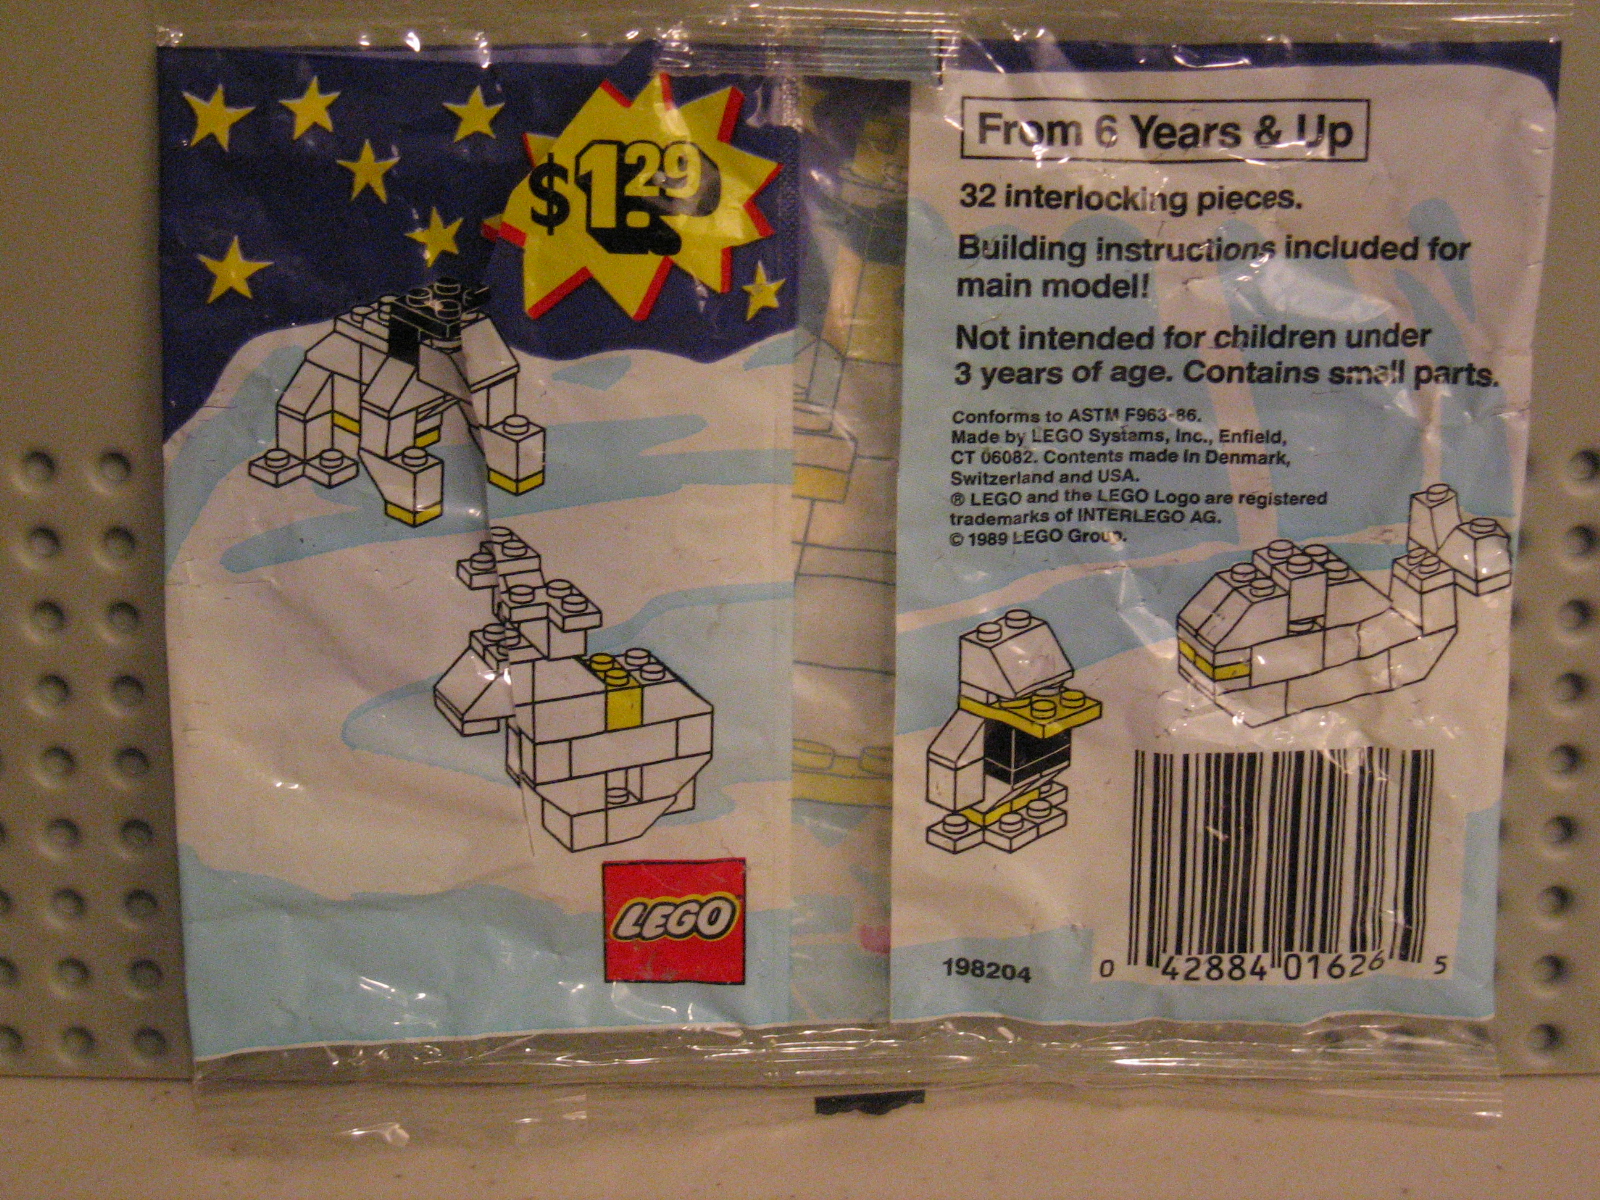 $1.29
LEGO
From 6 Years & Up
32 interlocking pieces.
Building instructions included for
main model!
Not intended for children under
3 years of age. Contains small parts.
Conforms to ASTM F963-86.
Made by LEGO Systems, Inc., Enfield,
CT 06082. Contents made in Denmark,
Switzerland and USA.
® LEGO and the LEGO Logo are registered
trademarks of INTERLEGO AG.
© 1989 LEGO Group.
198204
0 42884 01626 5